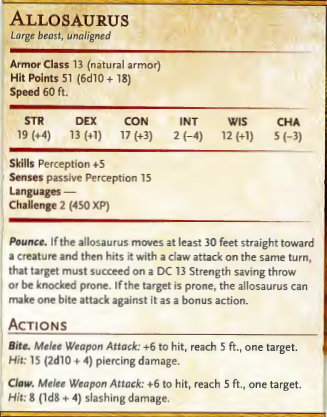 ALLOSAURUS
Large beast, unaligned
Armor Class 13 (natural armor)
Hit Points 51 (6d10 + 18)
Speed 60 ft.
STR DEX CON INT WIS CHA
19 (+4) 13 (+1) 17 (+3) 2 (−4) 12 (+1) 5 (−3)
Skills Perception +5
Senses passive Perception 15
Languages —
Challenge 2 (450 XP)
Pounce. If the allosaurus moves at least 30 feet straight toward
a creature and then hits it with a claw attack on the same turn,
that target must succeed on a DC 13 Strength saving throw
or be knocked prone. If the target is prone, the allosaurus can
make one bite attack against it as a bonus action.
ACTIONS
Bite. Melee Weapon Attack: +6 to hit, reach 5 ft., one target.
Hit: 15 (2d10 + 4) piercing damage.
Claw. Melee Weapon Attack: +6 to hit, reach 5 ft., one target.
Hit: 8 (1d8 + 4) slashing damage.